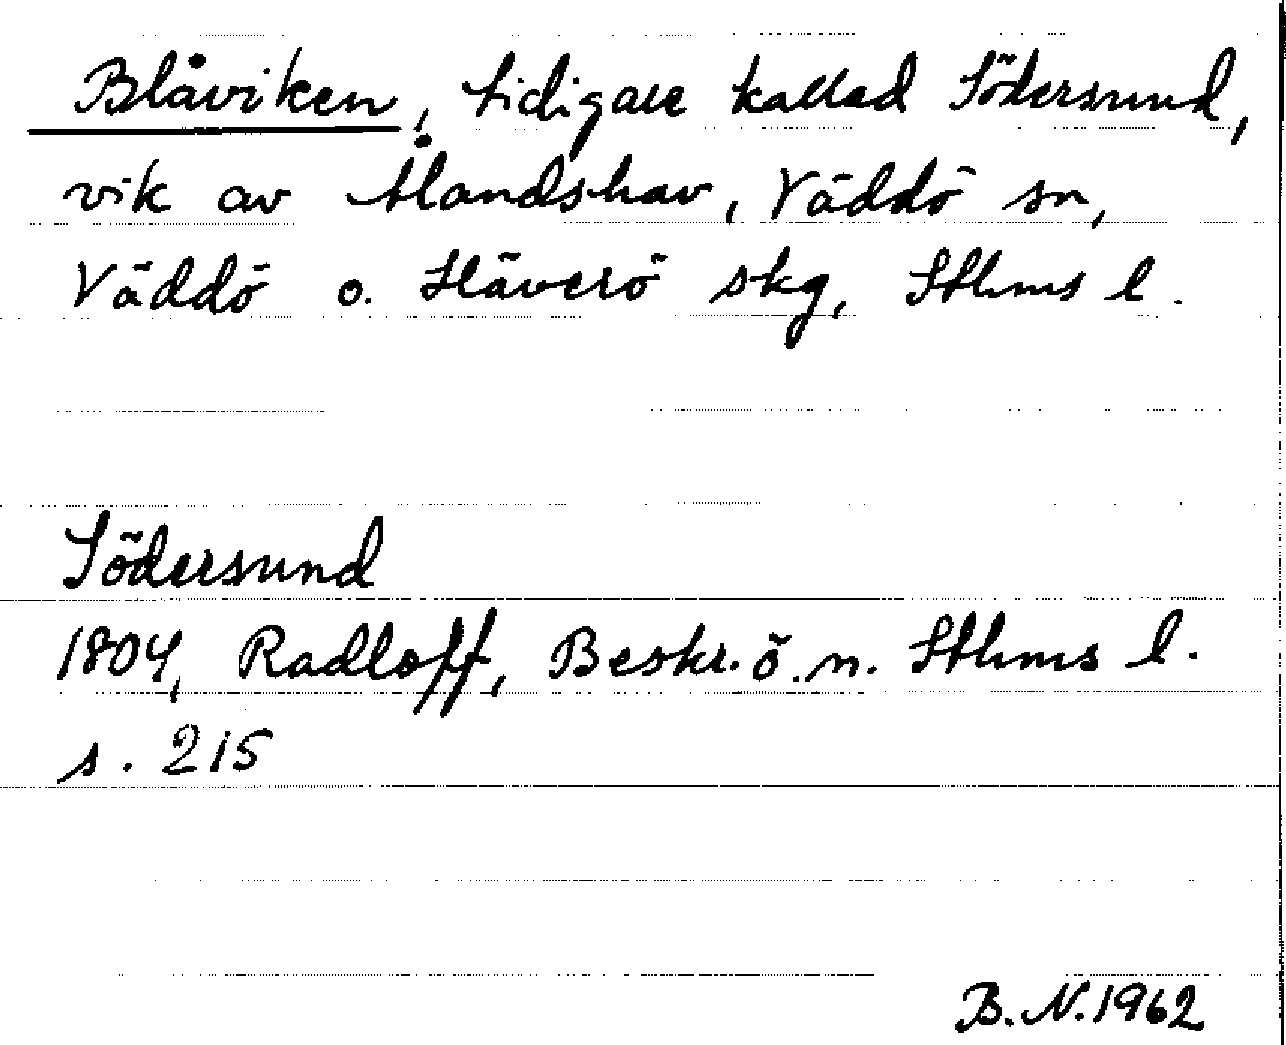 Blåviken, tidigare kallad Södersund,
vik av Ålandshav, Väddö sn,
Väddö o. Häverö skg, Sthms l.
Södersund
1804, Radloff, Beskr. ö. n. Sthms l.
s. 215
B. N. 1962